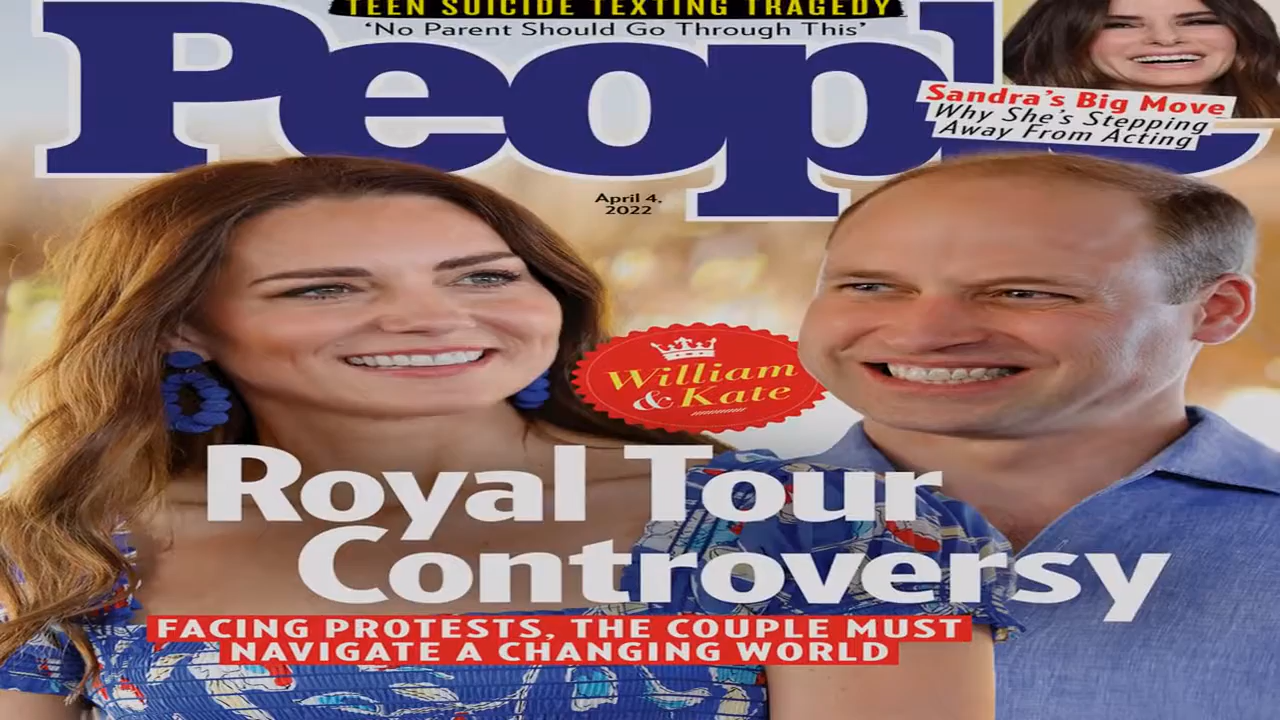 TEEN SUICIDE TEXTING TRAGEDY
‘No Parent Should Go Through This’
People
Sandra’s Big Move
Why She’s Stepping
Away From Acting
April 4,
2022
William
& Kate
Royal Tour
Controversy
FACING PROTESTS, THE COUPLE MUST
NAVIGATE A CHANGING WORLD